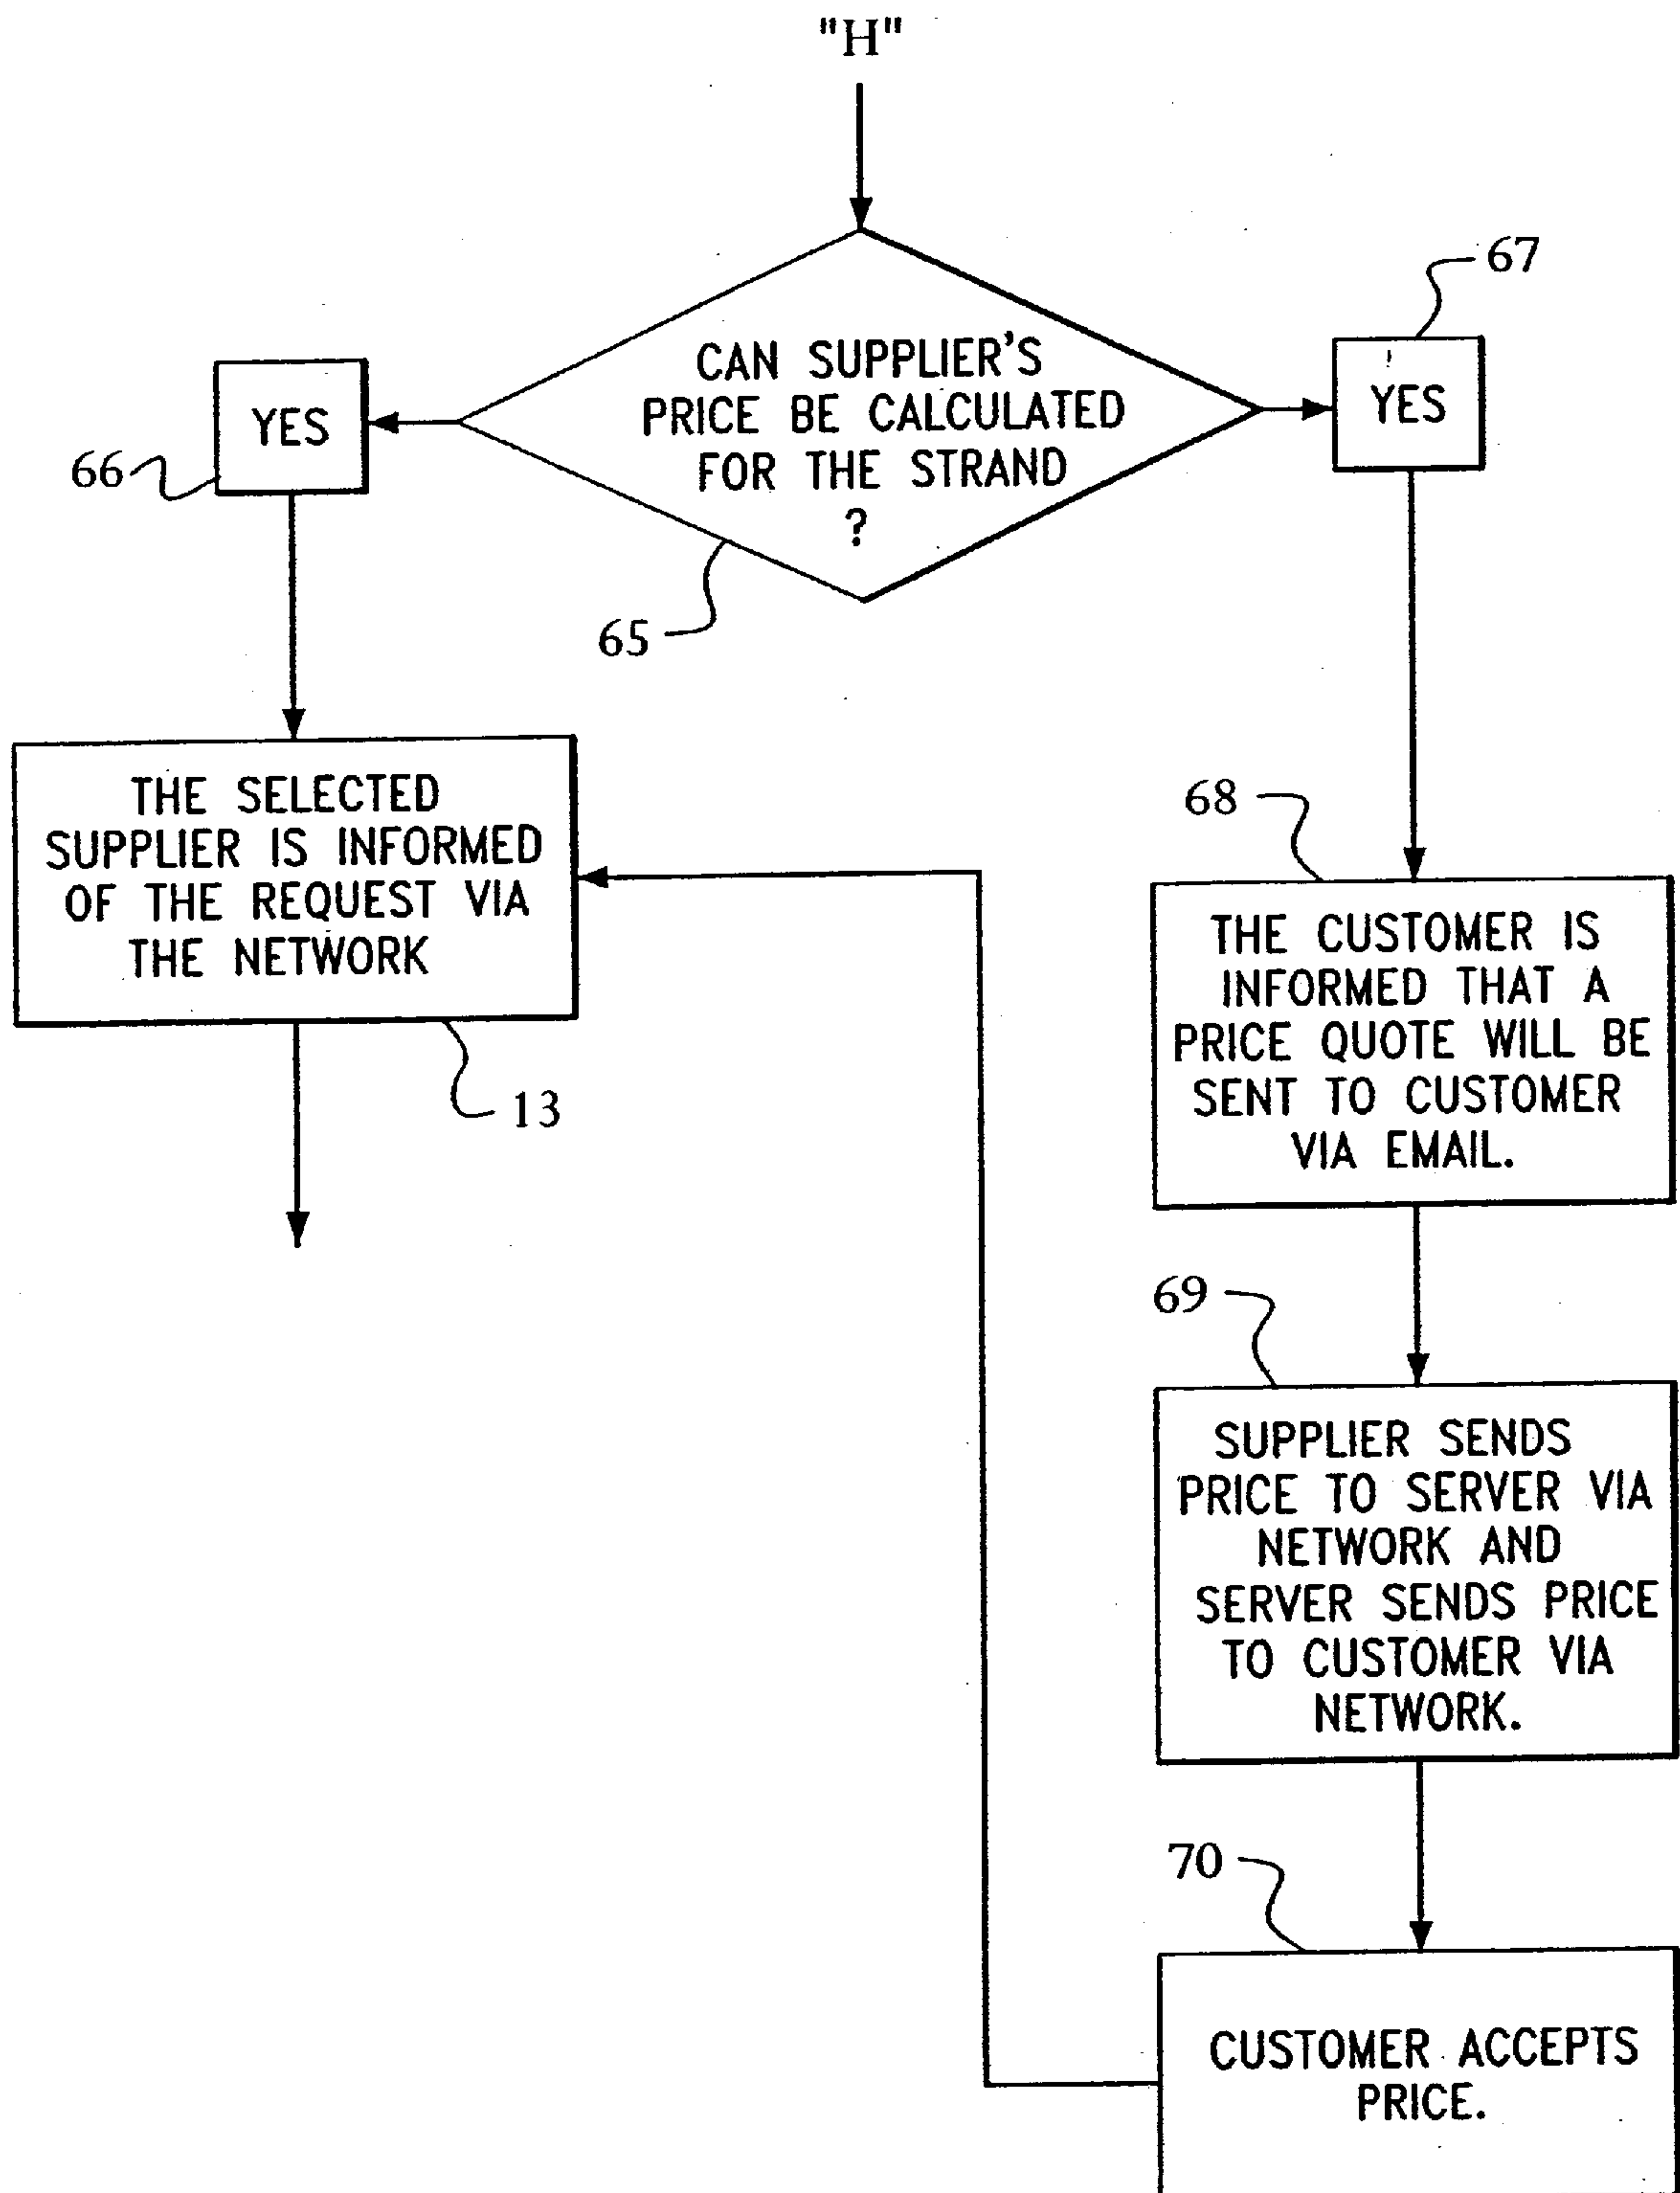 "H"
67
CAN SUPPLIER'S
PRICE BE CALCULATED
FOR THE STRAND
?
YES
YES
66
65
THE SELECTED
SUPPLIER IS INFORMED
OF THE REQUEST VIA
THE NETWORK
13
68
THE CUSTOMER IS
INFORMED THAT A
PRICE QUOTE WILL BE
SENT TO CUSTOMER
VIA EMAIL.
69
SUPPLIER SENDS
PRICE TO SERVER VIA
NETWORK AND
SERVER SENDS PRICE
TO CUSTOMER VIA
NETWORK.
70
CUSTOMER ACCEPTS
PRICE.